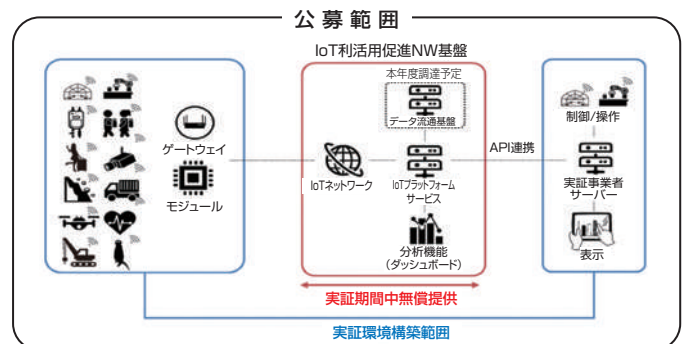 公募範囲
IoT利活用促進NW基盤
本年度調達予定
データ流通基盤
制御/操作
ゲートウェイ
API連携
IoTネットワーク
IoTプラットフォーム
サービス
実証事業者
サーバー
モジュール
分析機能
(ダッシュボード)
表示
実証期間中無償提供
実証環境構築範囲